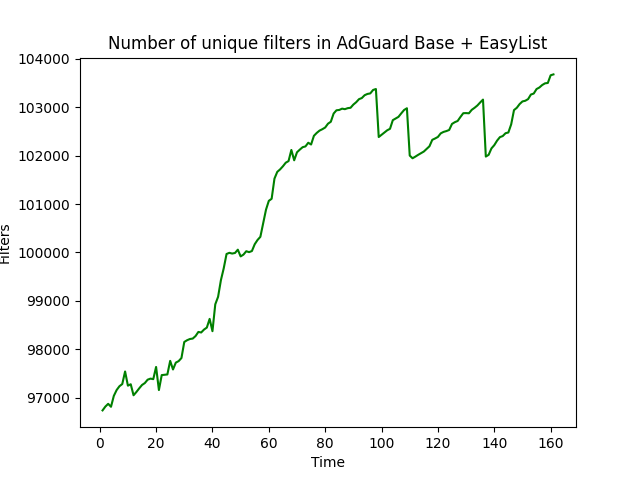 Number of unique filters in AdGuard Base + EasyList
104000
103000
102000
101000
100000
99000
98000
97000
Filters
0 20 40 60 80 100 120 140 160
Time